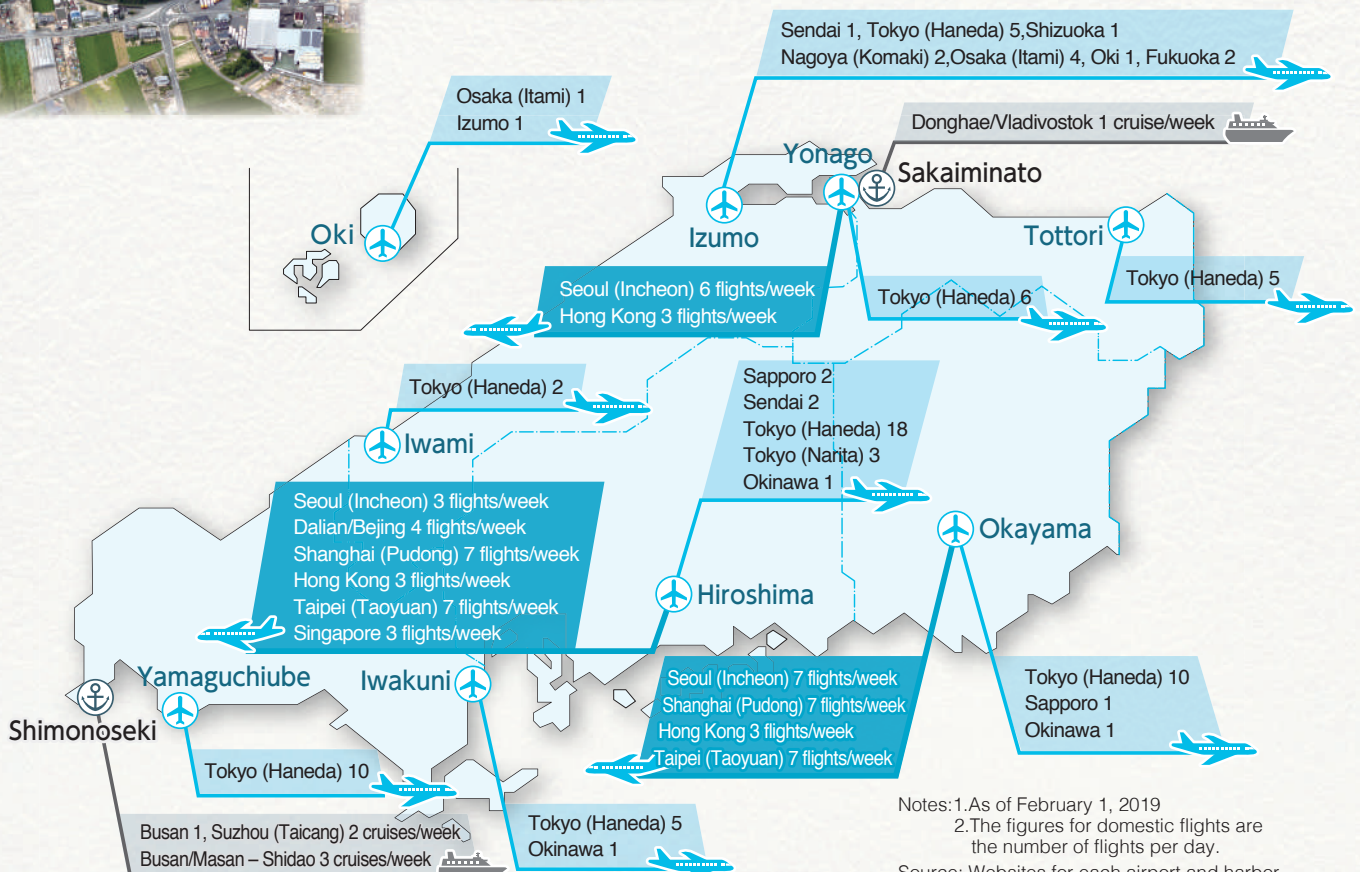 Sendai 1, Tokyo (Haneda) 5,Shizuoka 1
Nagoya (Komaki) 2,Osaka (Itami) 4, Oki 1, Fukuoka 2
Osaka (Itami) 1
Izumo 1
Donghae/Vladivostok 1 cruise/week
Yonago
Sakaiminato
Oki
Izumo
Tottori
Seoul (Incheon) 6 flights/week
Hong Kong 3 flights/week
Tokyo (Haneda) 6
Tokyo (Haneda) 5
Tokyo (Haneda) 2
Iwami
Sapporo 2
Sendai 2
Tokyo (Haneda) 18
Tokyo (Narita) 3
Okinawa 1
Seoul (Incheon) 3 flights/week
Dalian/Bejing 4 flights/week
Shanghai (Pudong) 7 flights/week
Hong Kong 3 flights/week
Taipei (Taoyuan) 7 flights/week
Singapore 3 flights/week
Okayama
Hiroshima
Yamaguchiube
Iwakuni
Shimonoseki
Seoul (Incheon) 7 flights/week
Shanghai (Pudong) 7 flights/week
Hong Kong 3 flights/week
Taipei (Taoyuan) 7 flights/week
Tokyo (Haneda) 10
Sapporo 1
Okinawa 1
Tokyo (Haneda) 10
Busan 1, Suzhou (Taicang) 2 cruises/week
Busan/Masan – Shidao 3 cruises/week
Tokyo (Haneda) 5
Okinawa 1
Notes:1.As of February 1, 2019
2.The figures for domestic flights are
the number of flights per day.
Source: Websites for each airport and harbor